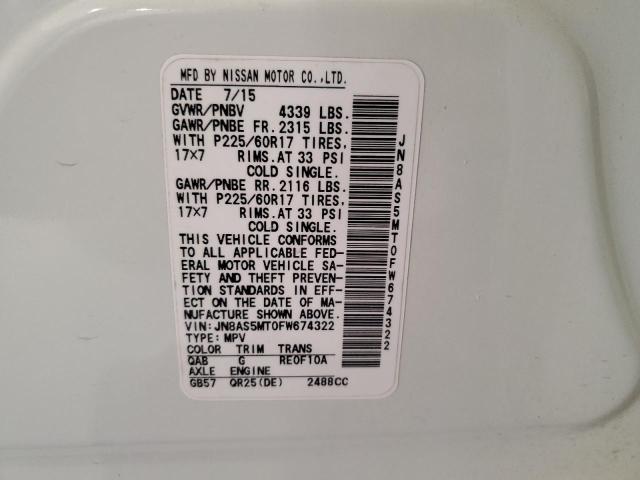 MFD BY NISSAN MOTOR CO.,LTD.
DATE 7/15
GVWR/PNBV 4339 LBS.
GAWR/PNBE FR.2315 LBS.
WITH P225/60R17 TIRES,
17×7 RIMS.AT 33 PSI
COLD SINGLE.
GAWR/PNBE RR.2116 LBS.
WITH P225/60R17 TIRES,
17×7 RIMS.AT 33 PSI
COLD SINGLE.
THIS VEHICLE CONFORMS
TO ALL APPLICABLE FED-
ERAL MOTOR VEHICLE SA-
FETY AND THEFT PREVEN-
TION STANDARDS IN EFF-
ECT ON THE DATE OF MA-
NUFACTURE SHOWN ABOVE.
VIN:JN8AS5MT0FW674322
TYPE:MPV
COLOR TRIM TRANS
QAB G RE0F10A
AXLE ENGINE
GB57 QR25(DE) 2488CC
JN8AS5MT0FW674322